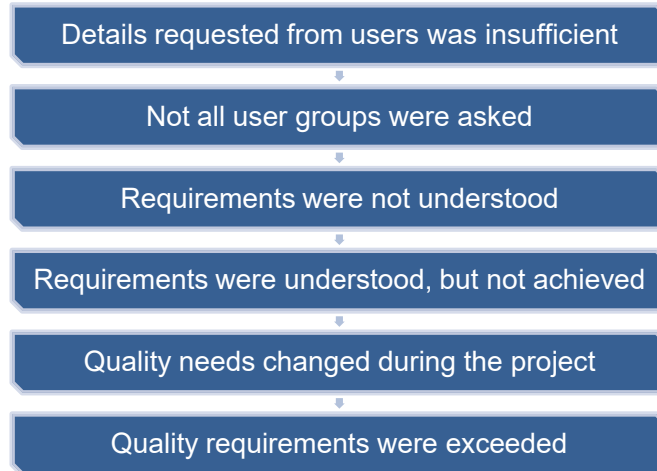 Details requested from users was insufficient
Not all user groups were asked
Requirements were not understood
Requirements were understood, but not achieved
Quality needs changed during the project
Quality requirements were exceeded